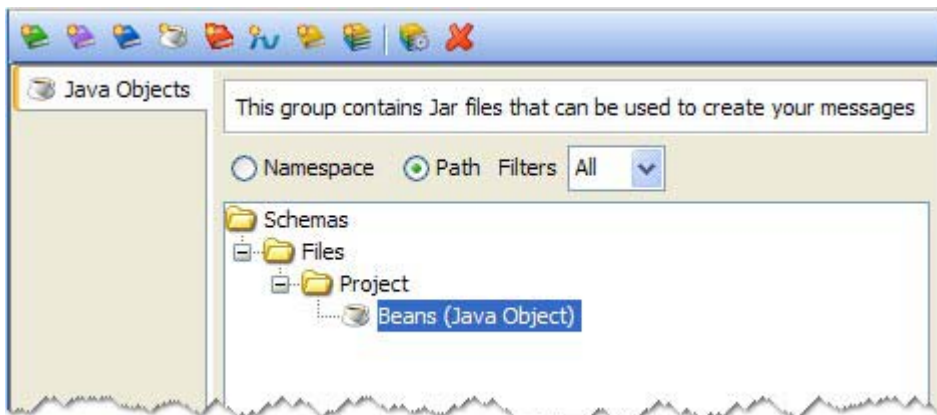 Java Objects
This group contains Jar files that can be used to create your messages
Namespace Path Filters All
Schemas
Files
Project
Beans (Java Object)